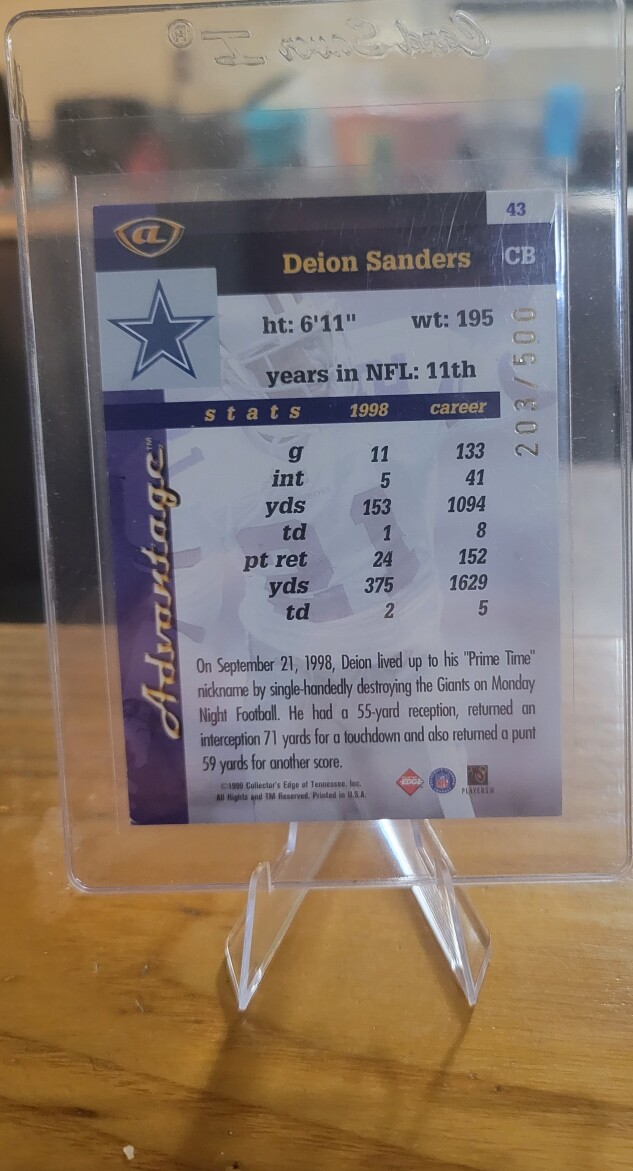 Card Saver I ®
43
a
Deion Sanders CB
ht: 6'11" wt: 195
years in NFL: 11th
203/500
stats 1998 career
g 11 133
int 5 41
yds 153 1094
td 1 8
pt ret 24 152
yds 375 1629
td 2 5
Advantage™
On September 21, 1998, Deion lived up to his "Prime Time"
nickname by single-handedly destroying the Giants on Monday
Night Football. He had a 55-yard reception, returned an
interception 71 yards for a touchdown and also returned a punt
59 yards for another score.
©1999 Collector's Edge of Tennessee, Inc.
All Rights and TM Reserved. Printed in U.S.A.
EDGE
PLAYERS